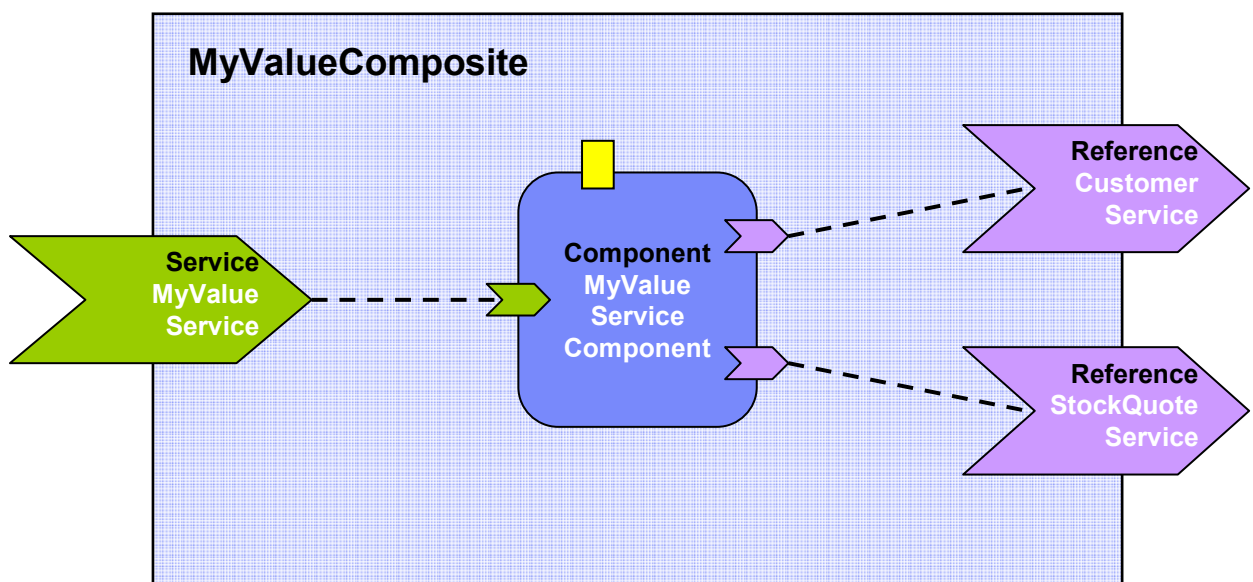 MyValueComposite
Service
MyValue
Service
Component
MyValue
Service
Component
Reference
Customer
Service
Reference
StockQuote
Service